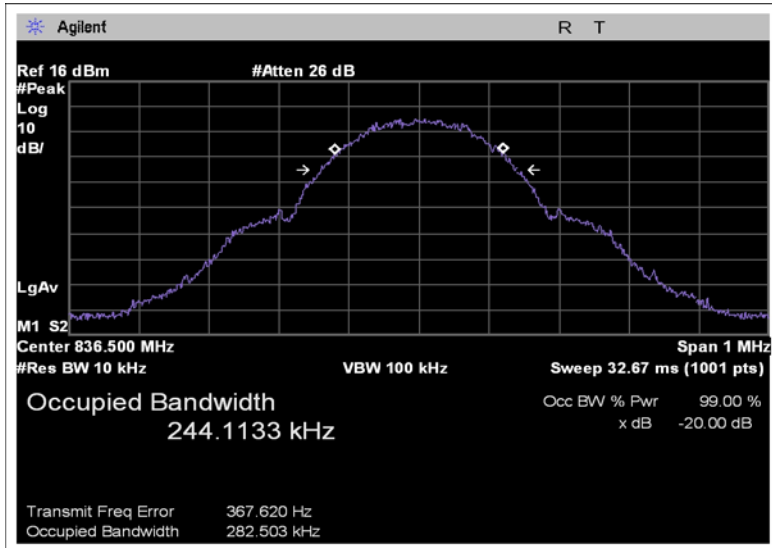 Agilent R T
Ref 16 dBm #Atten 26 dB
#Peak
Log
10
dB/
LgAv
M1 S2
Center 836.500 MHz Span 1 MHz
#Res BW 10 kHz VBW 100 kHz Sweep 32.67 ms (1001 pts)
Occupied Bandwidth Occ BW % Pwr 99.00 %
244.1133 kHz x dB -20.00 dB
Transmit Freq Error 367.620 Hz
Occupied Bandwidth 282.503 kHz